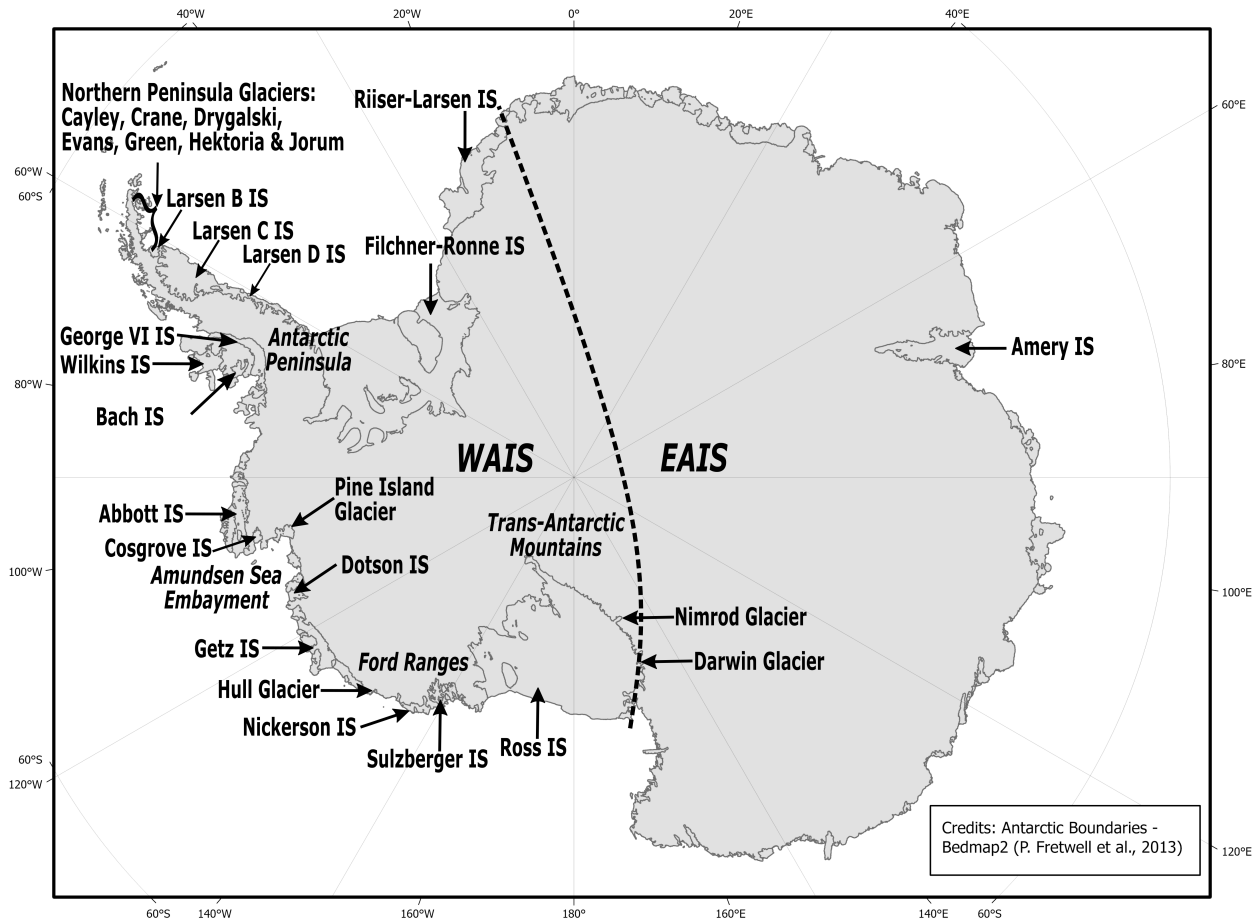 40°W
20°W
0°
20°E
40°E
Northern Peninsula Glaciers:
Cayley, Crane, Drygalski,
Evans, Green, Hektoria & Jorum
Riiser-Larsen IS
60°E
60°W
60°S
Larsen B IS
Larsen C IS
Larsen D IS
Filchner-Ronne IS
George VI IS
Wilkins IS
Antarctic
Peninsula
Amery IS
80°W
80°E
Bach IS
WAIS
EAIS
Pine Island
Glacier
Abbott IS
Trans-Antarctic
Mountains
Cosgrove IS
Amundsen Sea
Embayment
Dotson IS
100°W
100°E
Nimrod Glacier
Getz IS
Ford Ranges
Darwin Glacier
Hull Glacier
Nickerson IS
Sulzberger IS
Ross IS
60°S
120°W
Credits: Antarctic Boundaries -
Bedmap2 (P. Fretwell et al., 2013)
120°E
60°S
140°W
160°W
180°
160°E
140°E
60°S